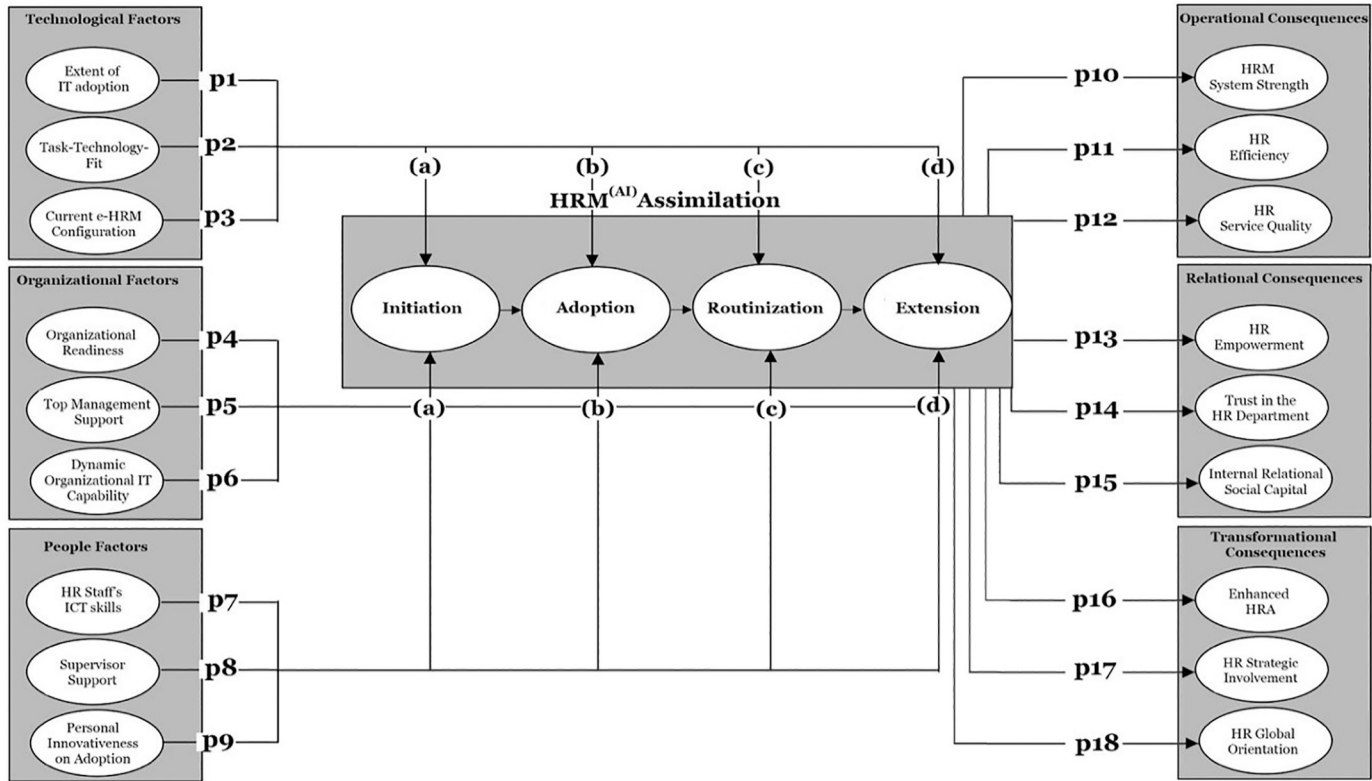 Technological Factors
Extent of
IT adoption
p1
Task-Technology-
Fit
p2
Current e-HRM
Configuration
p3
Organizational Factors
Organizational
Readiness
p4
Top Management
Support
p5
Dynamic
Organizational IT
Capability
p6
People Factors
HR Staff's
ICT skills
p7
Supervisor
Support
p8
Personal
Innovativeness
on Adoption
p9
(a)
(b)
(c)
(d)
HRM(AI)Assimilation
Initiation
Adoption
Routinization
Extension
(a)
(b)
(c)
(d)
Operational Consequences
p10
HRM
System Strength
p11
HR
Efficiency
p12
HR
Service Quality
Relational Consequences
p13
HR
Empowerment
p14
Trust in the
HR Department
p15
Internal Relational
Social Capital
Transformational
Consequences
p16
Enhanced
HRA
p17
HR Strategic
Involvement
p18
HR Global
Orientation